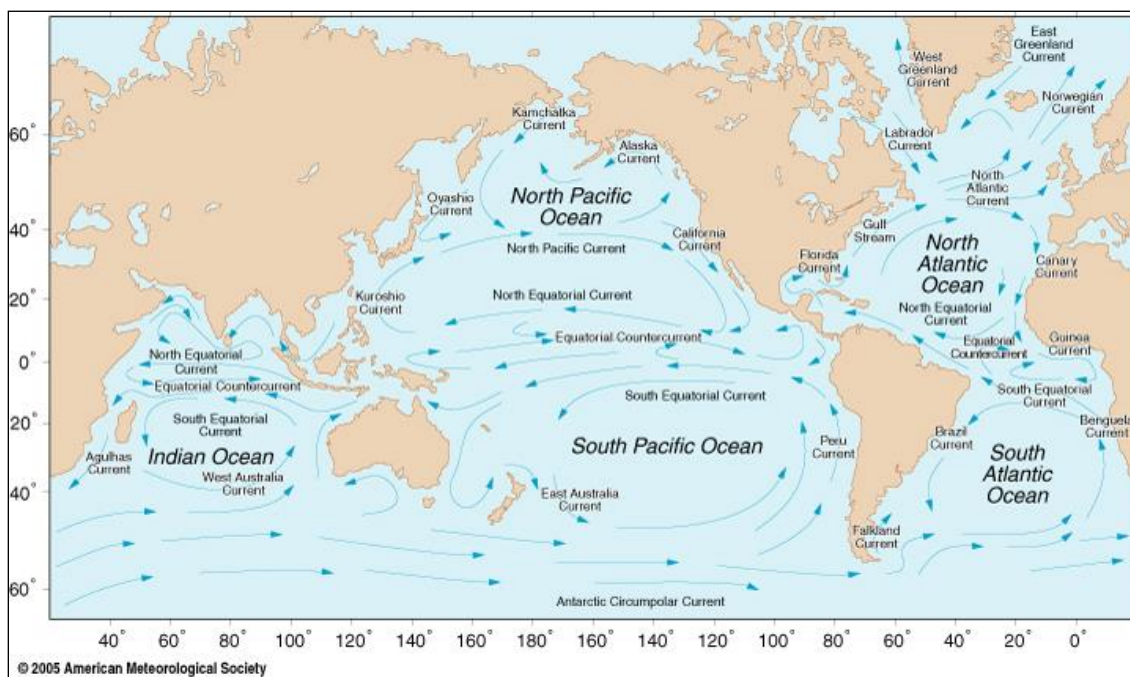 East
Greenland
Current
West
Greenland
Current
Norwegian
Current
Kamchatka
Current
60°
Labrador
Current
Alaska
Current
North
Atlantic
Current
Oyashio
Current
North Pacific
Ocean
Gulf
Stream
40°
North Pacific Current
California
Current
North
Atlantic
Ocean
Florida
Current
Canary
Current
20°
Kuroshio
Current
North Equatorial Current
North Equatorial
Current
Equatorial Countercurrent
Equatorial
Countercurrent
Guinea
Current
0°
North Equatorial
Current
Equatorial Countercurrent
South Equatorial Current
South Equatorial
Current
20°
South Equatorial
Current
Benguela
Current
Brazil
Current
Agulhas
Current
Indian Ocean
South Pacific Ocean
Peru
Current
South
Atlantic
Ocean
West Australia
Current
40°
East Australia
Current
Falkland
Current
60°
Antarctic Circumpolar Current
40° 60° 80° 100° 120° 140° 160° 180° 160° 140° 120° 100° 80° 60° 40° 20° 0°
© 2005 American Meteorological Society